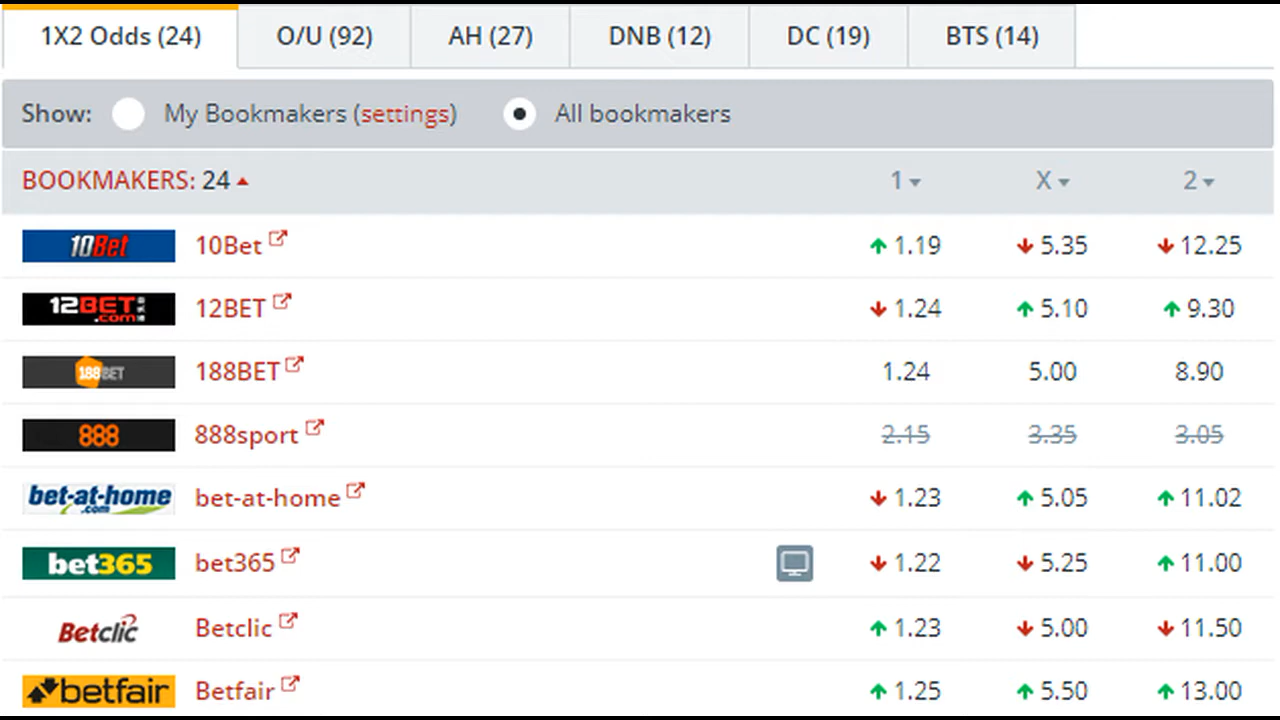 1X2 Odds (24) O/U (92) AH (27) DNB (12) DC (19) BTS (14)
Show: My Bookmakers (settings) All bookmakers
BOOKMAKERS: 24 1 X 2
10Bet 10Bet 1.19 5.35 12.25
12BET.com 12BET 1.24 5.10 9.30
188BET 188BET 1.24 5.00 8.90
888 888sport 2.15 3.35 3.05
bet-at-home.com bet-at-home 1.23 5.05 11.02
bet365 bet365 1.22 5.25 11.00
Betclic Betclic 1.23 5.00 11.50
betfair Betfair 1.25 5.50 13.00